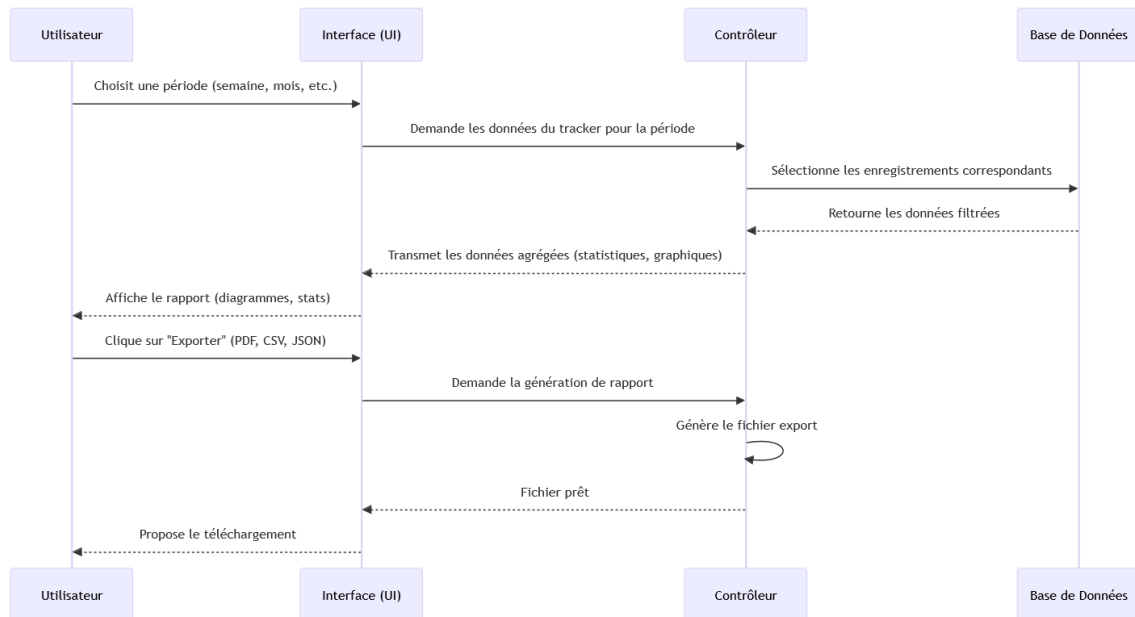 Utilisateur
Interface (UI)
Contrôleur
Base de Données
Choisit une période (semaine, mois, etc.)
Demande les données du tracker pour la période
Sélectionne les enregistrements correspondants
Retourne les données filtrées
Transmet les données agrégées (statistiques, graphiques)
Affiche le rapport (diagrammes, stats)
Clique sur "Exporter" (PDF, CSV, JSON)
Demande la génération de rapport
Génère le fichier export
Fichier prêt
Propose le téléchargement
Utilisateur
Interface (UI)
Contrôleur
Base de Données